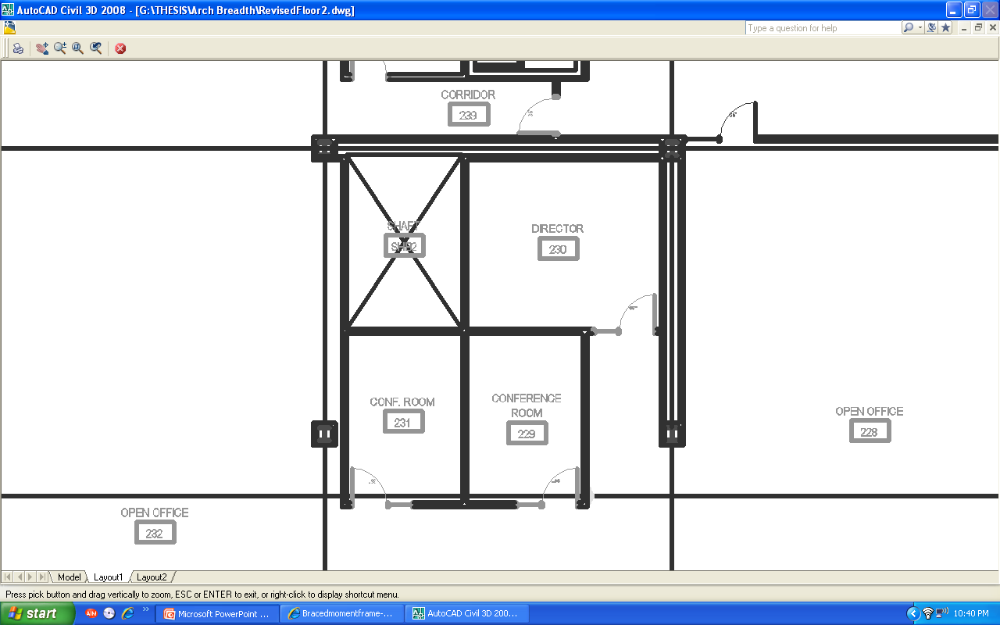 AutoCAD Civil 3D 2008 - [G:\THESIS\Arch Breadth\RevisedFloor2.dwg]
Type a question for help
CORRIDOR
239
SHAFT
DIRECTOR
230
CONF. ROOM
231
CONFERENCE
ROOM
229
OPEN OFFICE
228
OPEN OFFICE
232
Model
Layout1
Layout2
Press pick button and drag vertically to zoom, ESC or ENTER to exit, or right-click to display shortcut menu.
start
AIM
Microsoft PowerPoint ...
Bracedmomentframe-...
AutoCAD Civil 3D 200...
10:40 PM